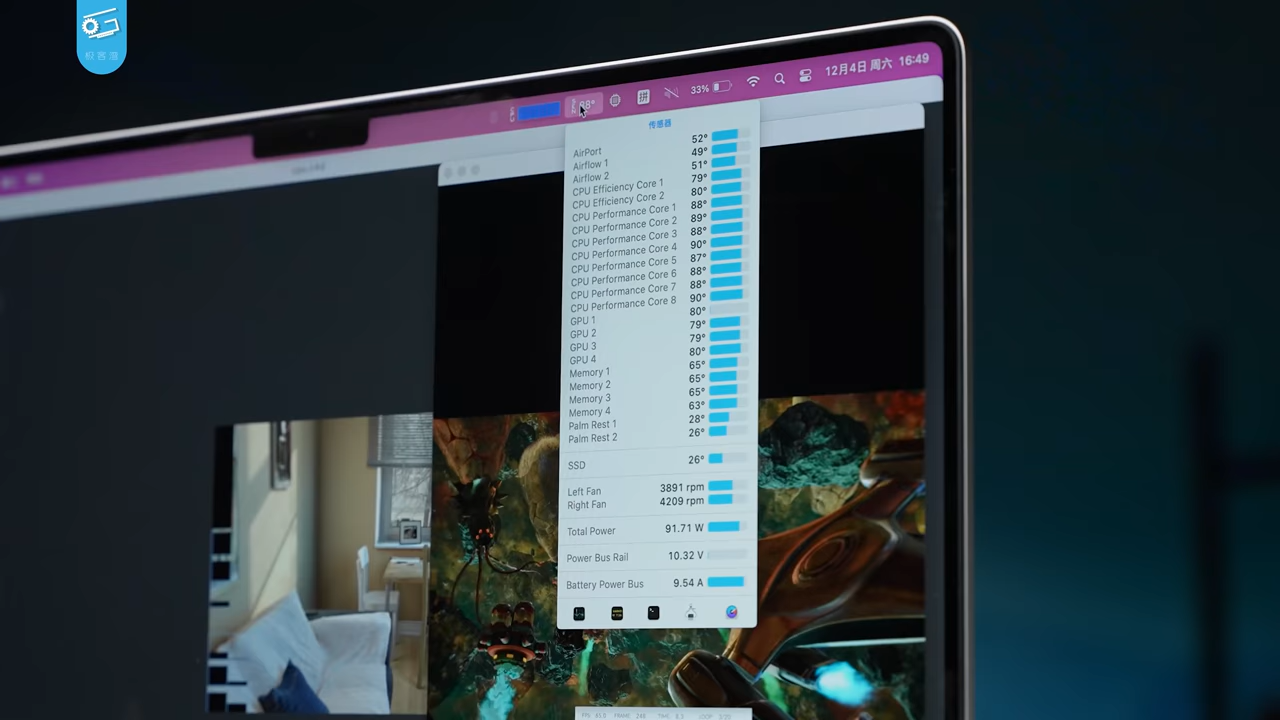 极客湾
88°
拼
33%
12月4日 周六 16:49
传感器
AirPort 52°
Airflow 1 49°
Airflow 2 51°
CPU Efficiency Core 1 79°
CPU Efficiency Core 2 80°
CPU Performance Core 1 88°
CPU Performance Core 2 89°
CPU Performance Core 3 88°
CPU Performance Core 4 90°
CPU Performance Core 5 87°
CPU Performance Core 6 88°
CPU Performance Core 7 88°
CPU Performance Core 8 90°
GPU 1 80°
GPU 2 79°
GPU 3 79°
GPU 4 80°
Memory 1 65°
Memory 2 65°
Memory 3 65°
Memory 4 63°
Palm Rest 1 28°
Palm Rest 2 26°
SSD 26°
Left Fan 3891 rpm
Right Fan 4209 rpm
Total Power 91.71 W
Power Bus Rail 10.32 V
Battery Power Bus 9.54 A